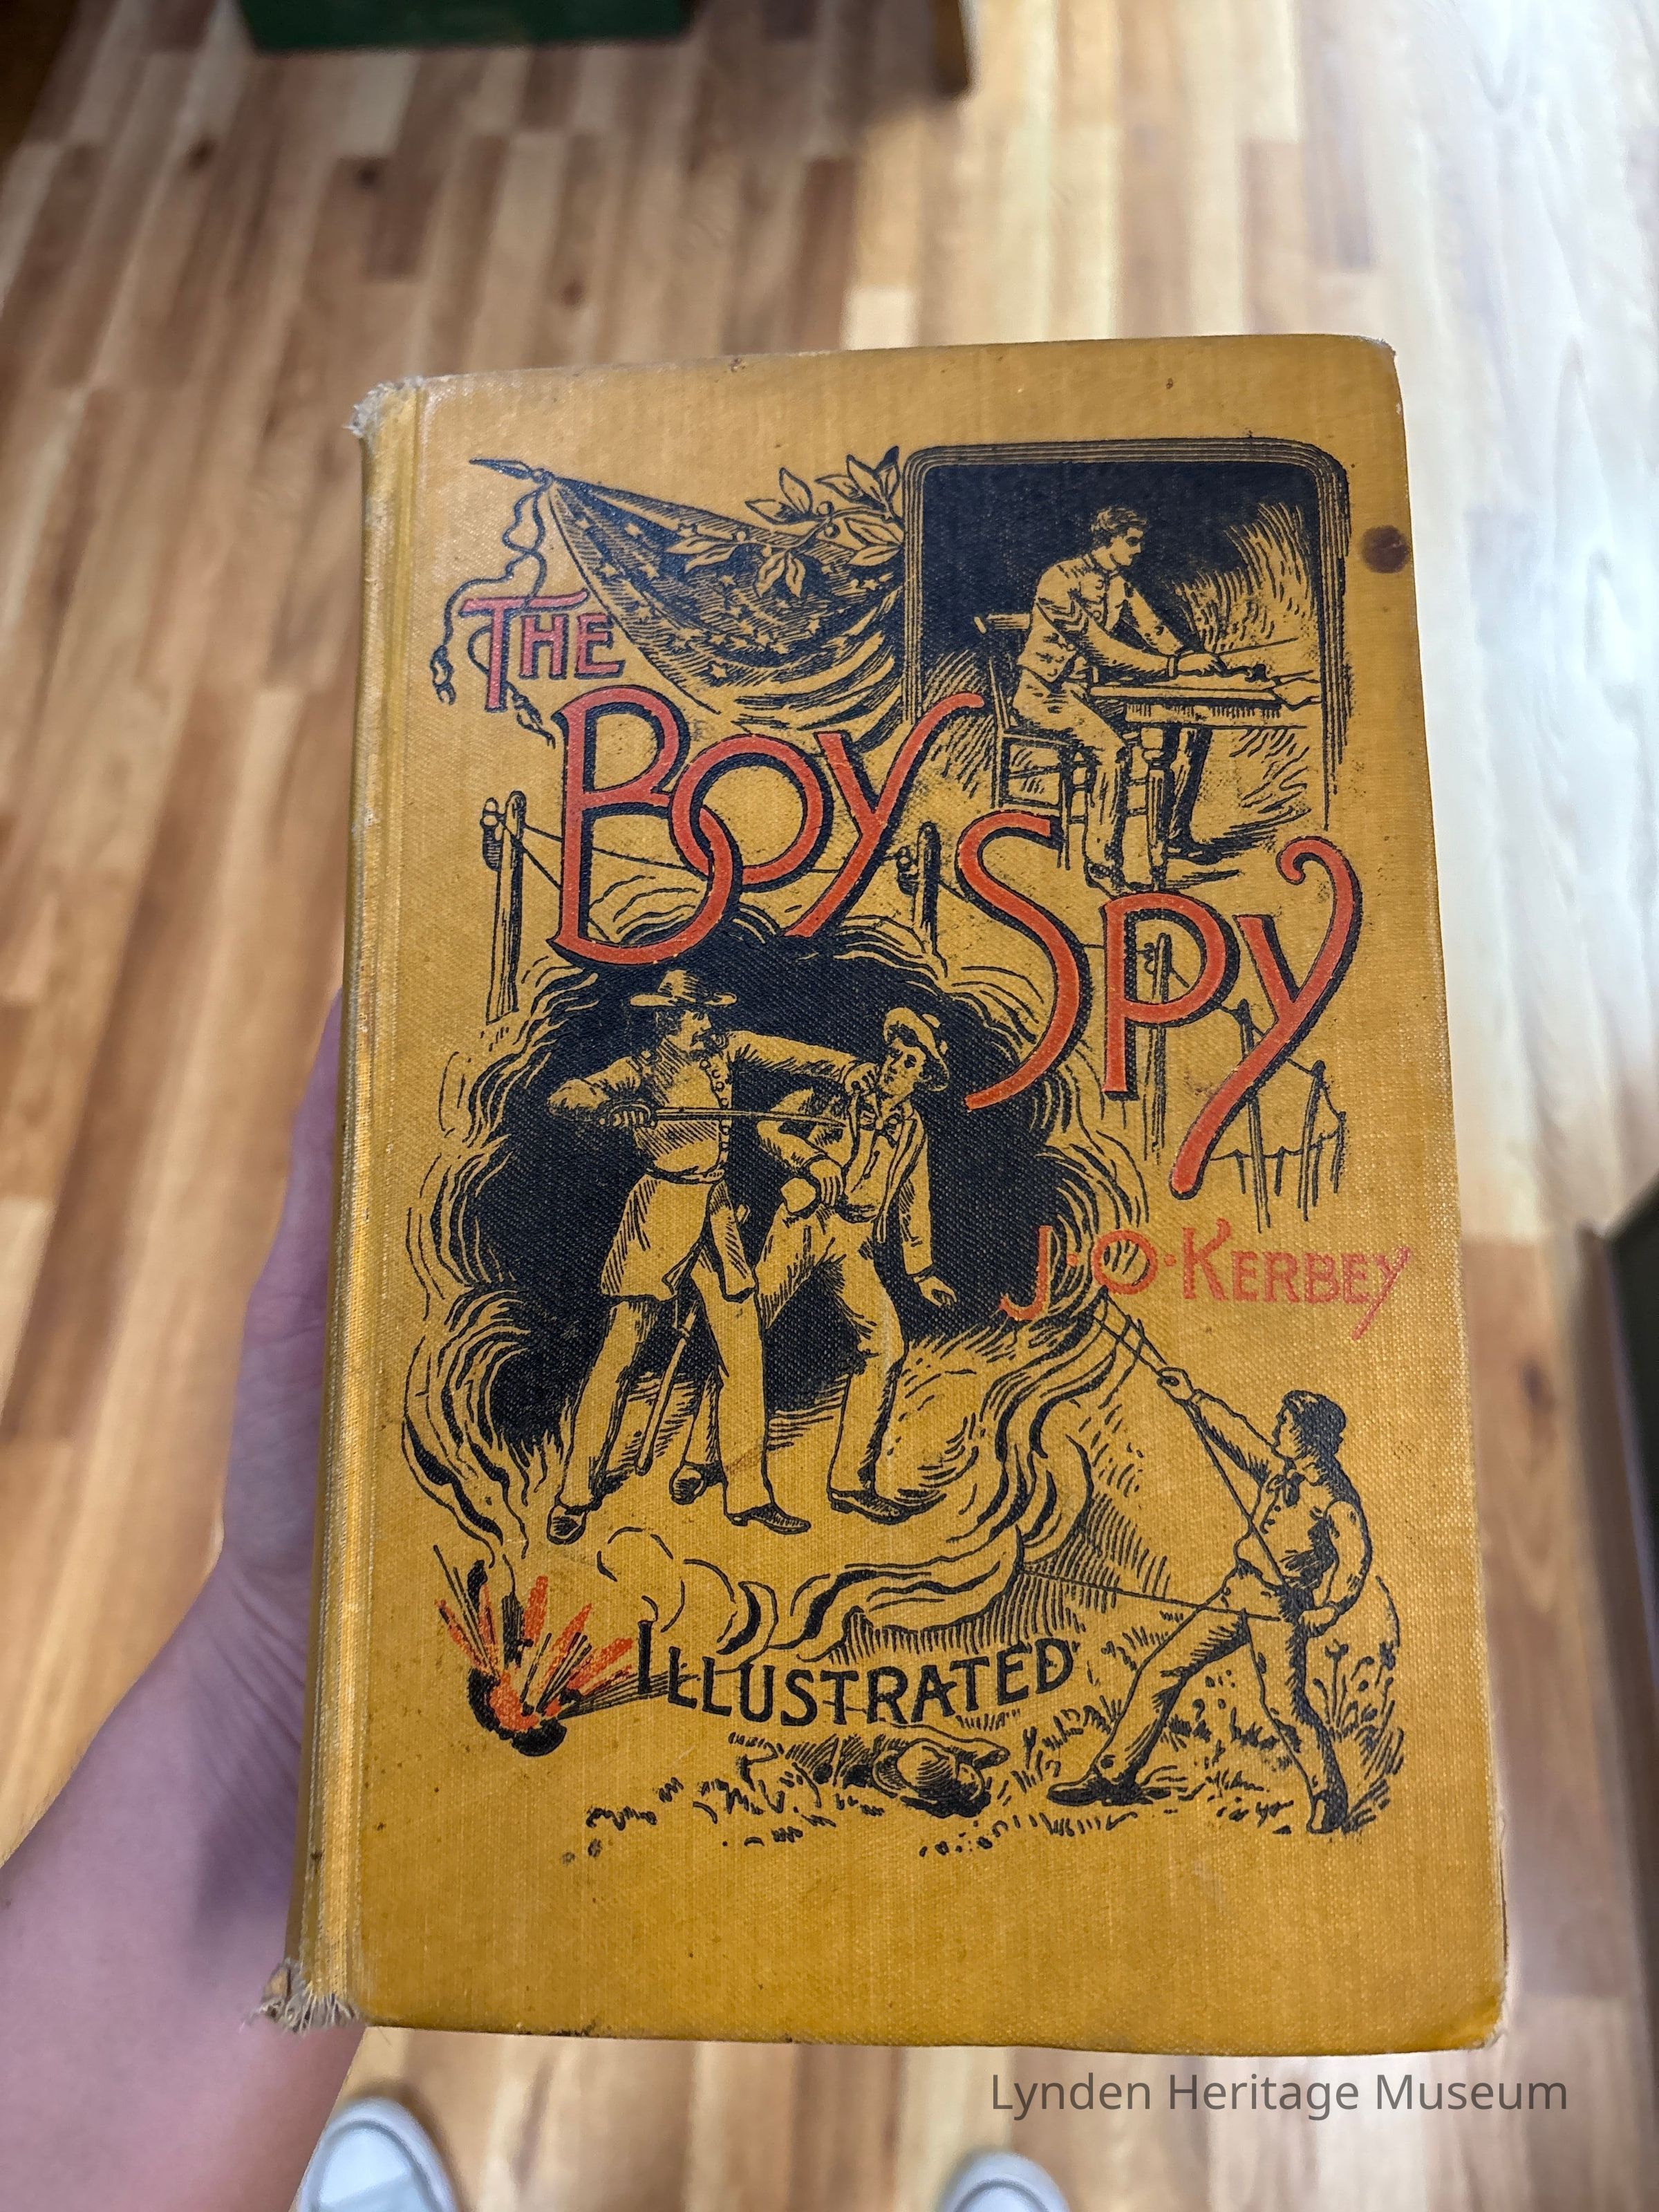 THE
BOY
SPY
J·O·KERBEY
ILLUSTRATED
Lynden Heritage Museum